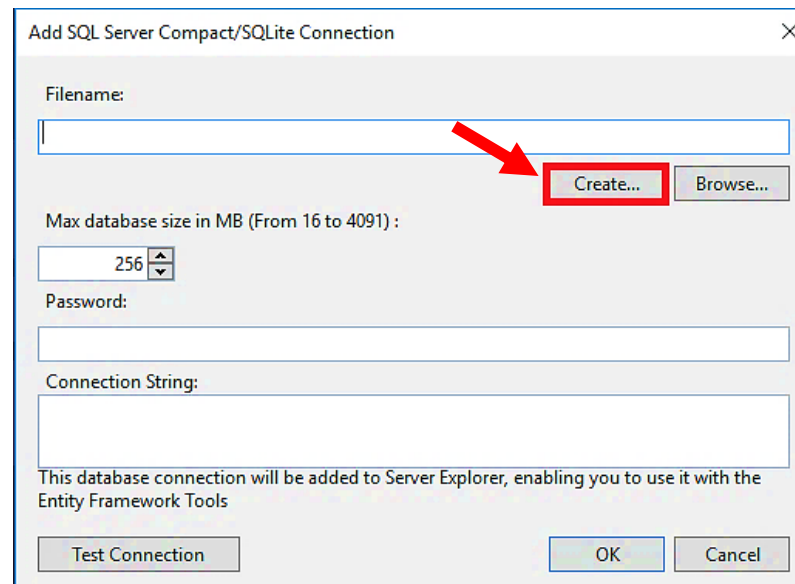 Add SQL Server Compact/SQLite Connection
Filename:
Create...
Browse...
Max database size in MB (From 16 to 4091) :
256
Password:
Connection String:
This database connection will be added to Server Explorer, enabling you to use it with the
Entity Framework Tools
Test Connection
OK
Cancel